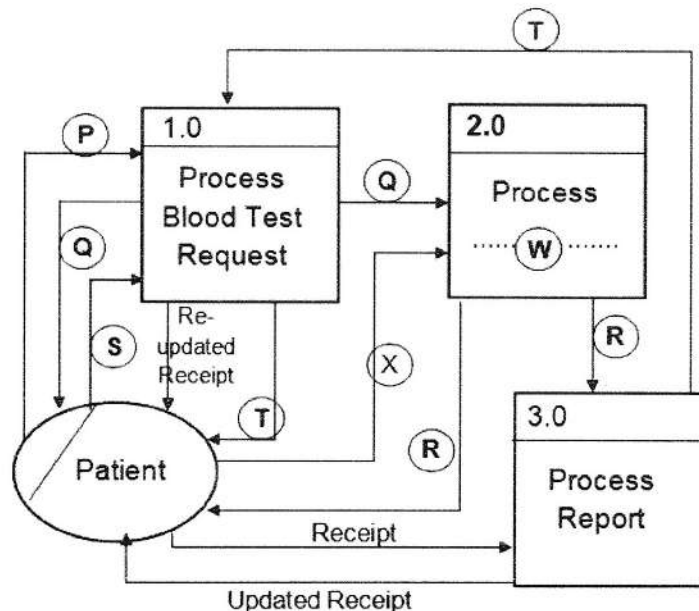 T
P
1.0
Process
Blood Test
Request
Q
2.0
Process
W
Q
S
Re-
updated
Receipt
X
R
T
R
Patient
3.0
Process
Report
Receipt
Updated Receipt